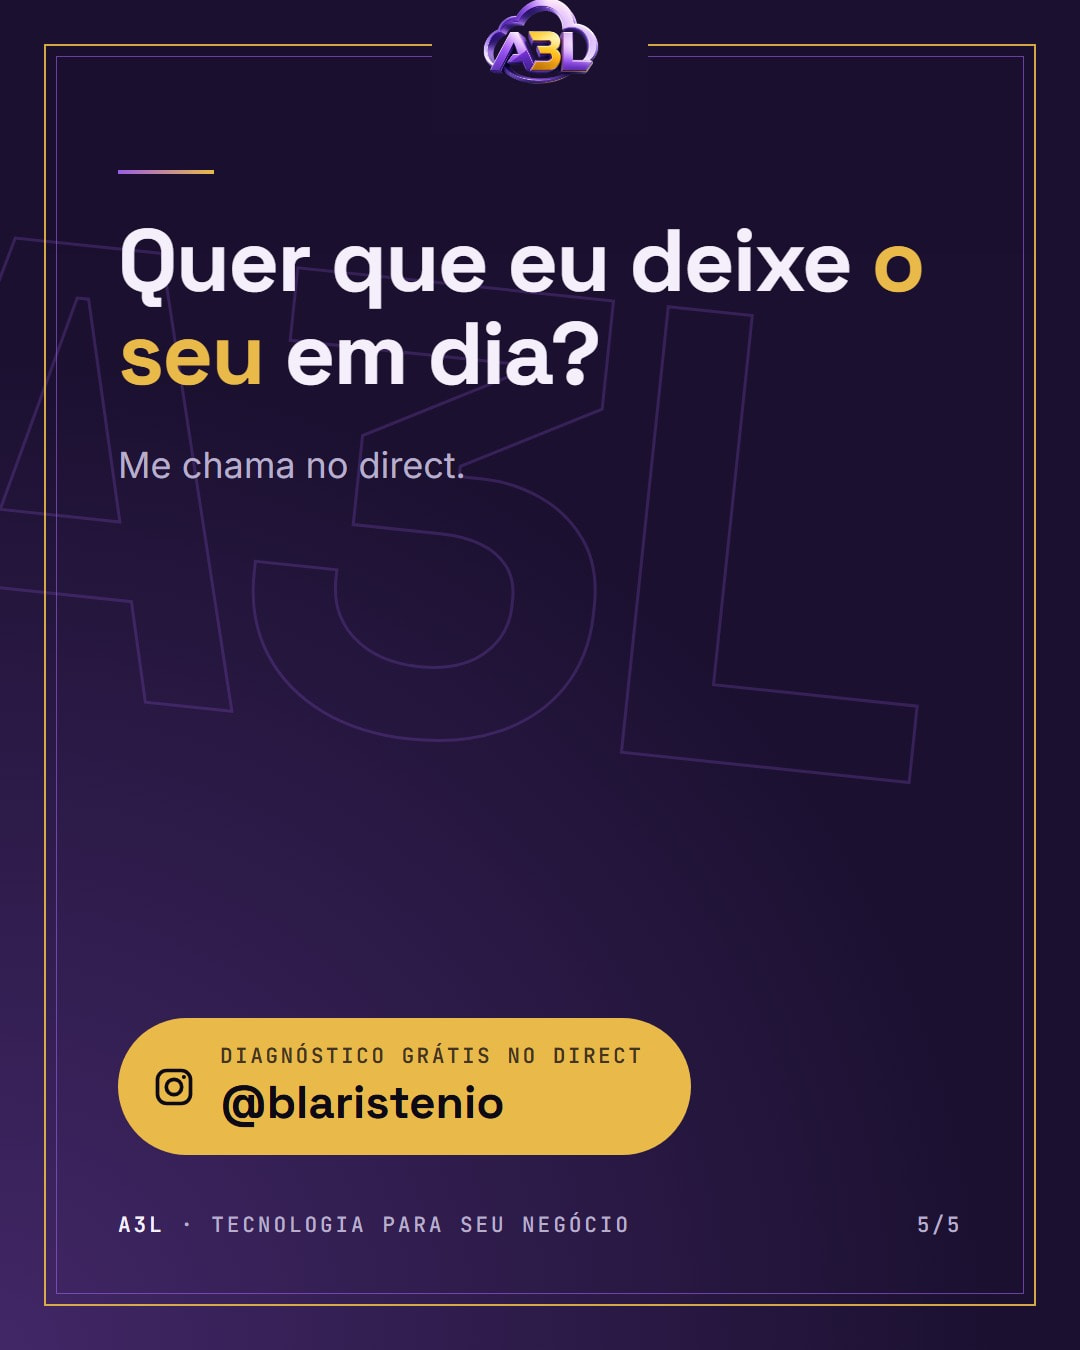 A3L
Quer que eu deixe o
seu em dia?
Me chama no direct.
A3L
DIAGNÓSTICO GRÁTIS NO DIRECT
@blaristenio
A3L · TECNOLOGIA PARA SEU NEGÓCIO
5/5